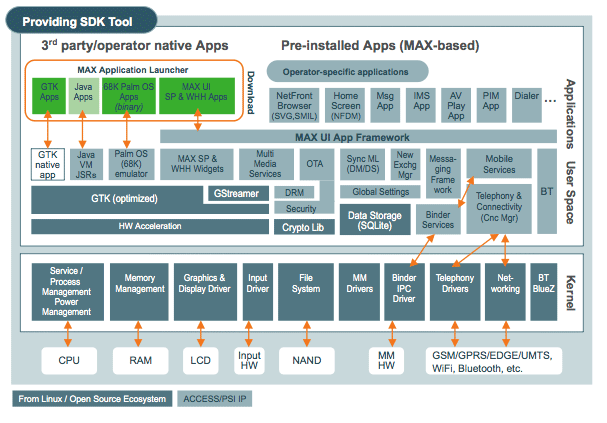 Providing SDK Tool
3rd party/operator native Apps
Pre-installed Apps (MAX-based)
MAX Application Launcher
GTK
Apps
Java
Apps
68K Palm OS
Apps
(binary)
MAX UI
SP & WHH Apps
Download
Operator-specific applications
NetFront
Browser
(SVG,SMIL)
Home
Screen
(NFDM)
Msg
App
IMS
App
AV
Play
App
PIM
App
Dialer
...
Applications
MAX UI App Framework
GTK
native
app
Java
VM
JSRs
Palm OS
(68K)
emulator
MAX SP &
WHH Widgets
Multi
Media
Services
OTA
Sync ML
(DM/DS)
New
Exchg
Mgr
Messa-
ging
Frame
work
Mobile
Services
BT
User Space
GTK (optimized)
GStreamer
DRM
Security
Global Settings
Telephony &
Connectivity
(Cnc Mgr)
HW Acceleration
Crypto Lib
Data Storage
(SQLite)
Binder
Services
Service /
Process
Management
Power
Management
Memory
Management
Graphics &
Display Driver
Input
Driver
File
System
MM
Drivers
Binder
IPC
Driver
Telephony
Drivers
Net-
working
BT
BlueZ
Kernel
CPU
RAM
LCD
Input
HW
NAND
MM
HW
GSM/GPRS/EDGE/UMTS,
WiFi, Bluetooth, etc.
From Linux / Open Source Ecosystem
ACCESS/PSI IP